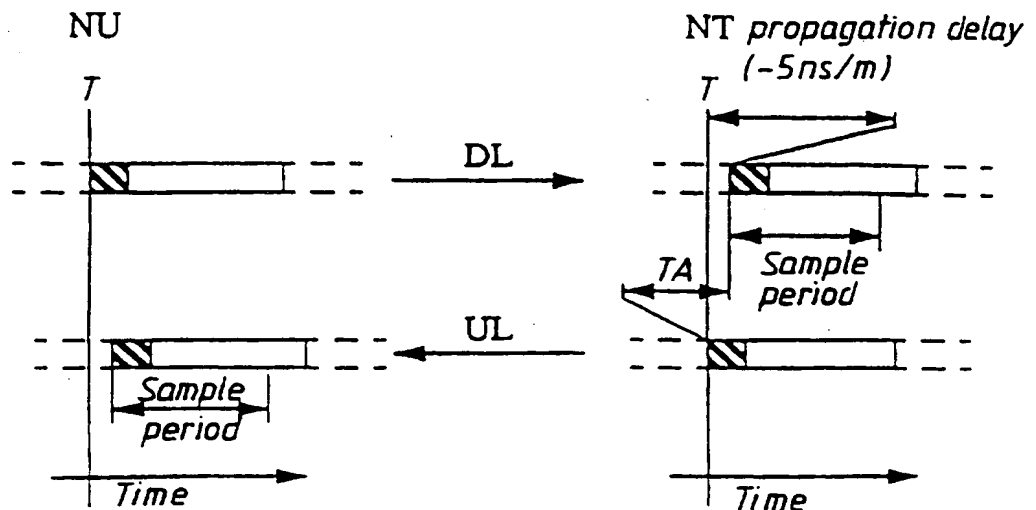 NU
NT propagation delay
(~5ns/m)
T
T
DL
Sample
period
TA
UL
Sample
period
Time
Time